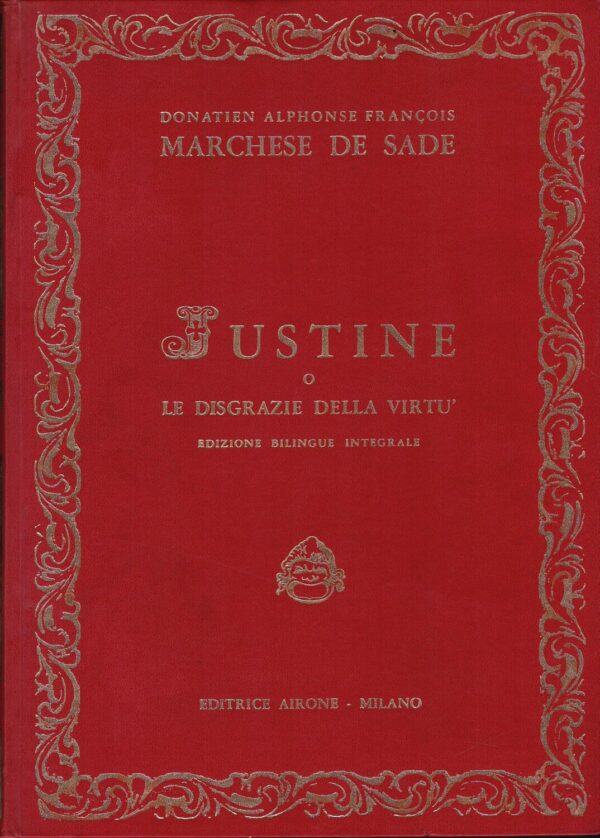 DONATIEN ALPHONSE FRANÇOIS
MARCHESE DE SADE
JUSTINE
O
LE DISGRAZIE DELLA VIRTU'
EDIZIONE BILINGUE INTEGRALE
EDITRICE AIRONE - MILANO